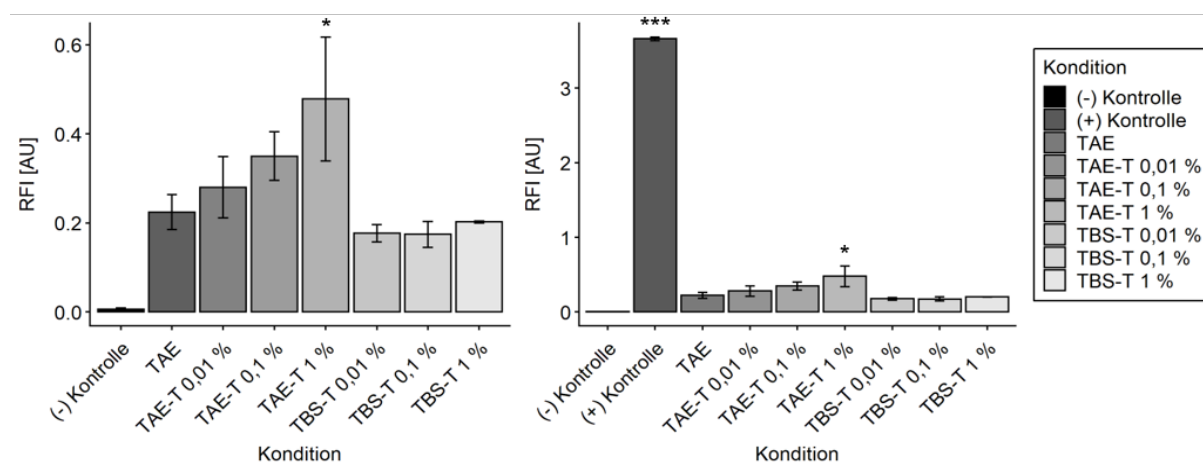 *
0.6
0.4
0.2
0.0
RFI [AU]
(-) Kontrolle
TAE
TAE-T 0,01 %
TAE-T 0,1 %
TAE-T 1 %
TBS-T 0,01 %
TBS-T 0,1 %
TBS-T 1 %
Kondition
***
*
3
2
1
0
RFI [AU]
(-) Kontrolle
(+) Kontrolle
TAE
TAE-T 0,01 %
TAE-T 0,1 %
TAE-T 1 %
TBS-T 0,01 %
TBS-T 0,1 %
TBS-T 1 %
Kondition
Kondition
(-) Kontrolle
(+) Kontrolle
TAE
TAE-T 0,01 %
TAE-T 0,1 %
TAE-T 1 %
TBS-T 0,01 %
TBS-T 0,1 %
TBS-T 1 %